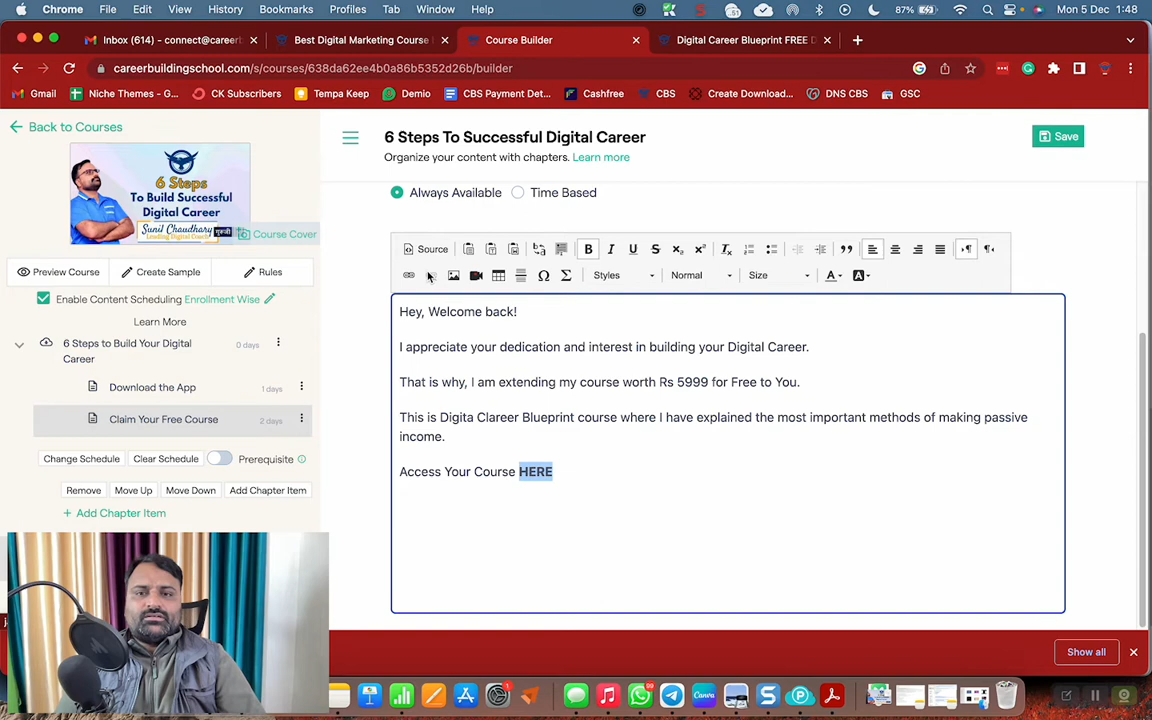 Chrome File Edit View History Bookmarks Profiles Tab Window Help 87% Mon 5 Dec 1:48
Inbox (614) - connect@career
Best Digital Marketing Course
Course Builder
Digital Career Blueprint FREE D
careerbuildingschool.com/s/courses/638da62ee4b0a86b5352d26b/builder
Gmail Niche Themes - G... CK Subscribers Tempa Keep Demio CBS Payment Det... Cashfree CBS Create Download... DNS CBS GSC
Back to Courses
6 Steps
To Build Successful
Digital Career
Sunil Chaudhary
Leading Digital Coach
Course Cover
Preview Course Create Sample Rules
Enable Content Scheduling Enrollment Wise
Learn More
6 Steps to Build Your Digital Career 0 days
Download the App 1 days
Claim Your Free Course 2 days
Change Schedule Clear Schedule Prerequisite
Remove Move Up Move Down Add Chapter Item
+ Add Chapter Item
6 Steps To Successful Digital Career
Save
Organize your content with chapters. Learn more
Always Available Time Based
Source
Styles Normal Size
Hey, Welcome back!
I appreciate your dedication and interest in building your Digital Career.
That is why, I am extending my course worth Rs 5999 for Free to You.
This is Digita Clareer Blueprint course where I have explained the most important methods of making passive
income.
Access Your Course HERE
Show all